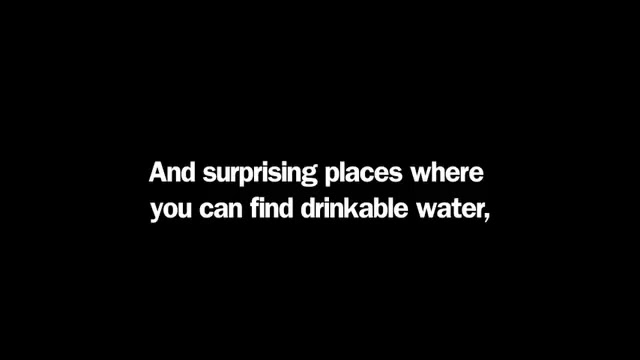 And surprising places where
you can find drinkable water,